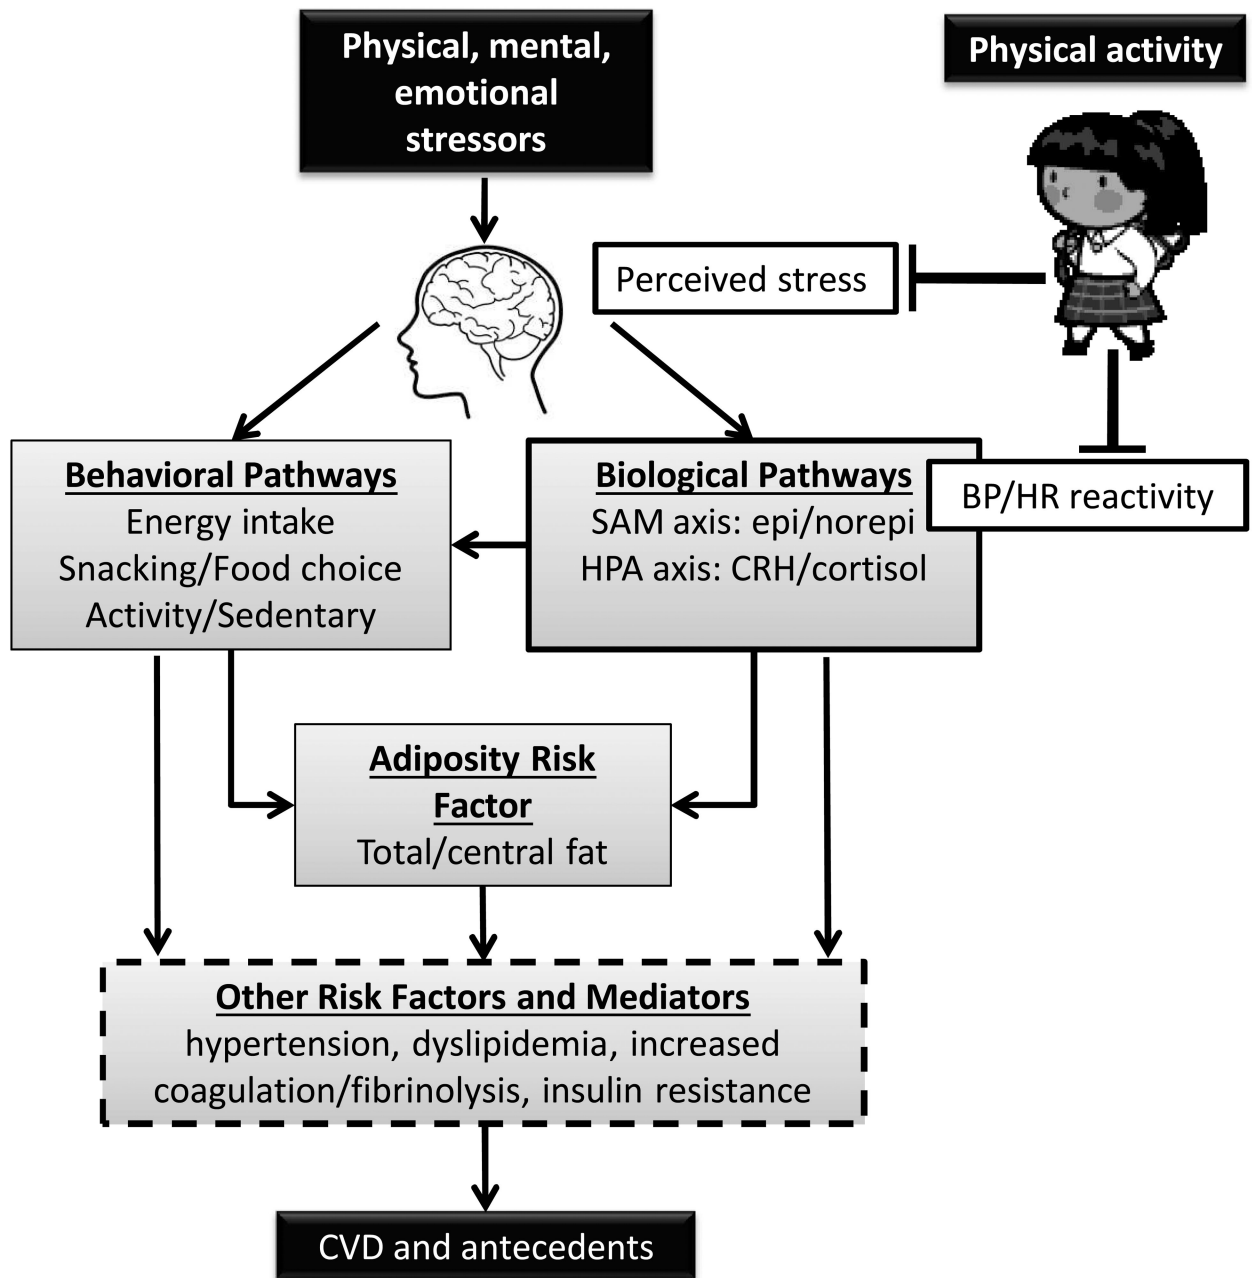 Physical, mental,
emotional
stressors
Physical activity
Perceived stress
Behavioral Pathways
Energy intake
Snacking/Food choice
Activity/Sedentary
Biological Pathways
SAM axis: epi/norepi
HPA axis: CRH/cortisol
BP/HR reactivity
Adiposity Risk
Factor
Total/central fat
Other Risk Factors and Mediators
hypertension, dyslipidemia, increased
coagulation/fibrinolysis, insulin resistance
CVD and antecedents